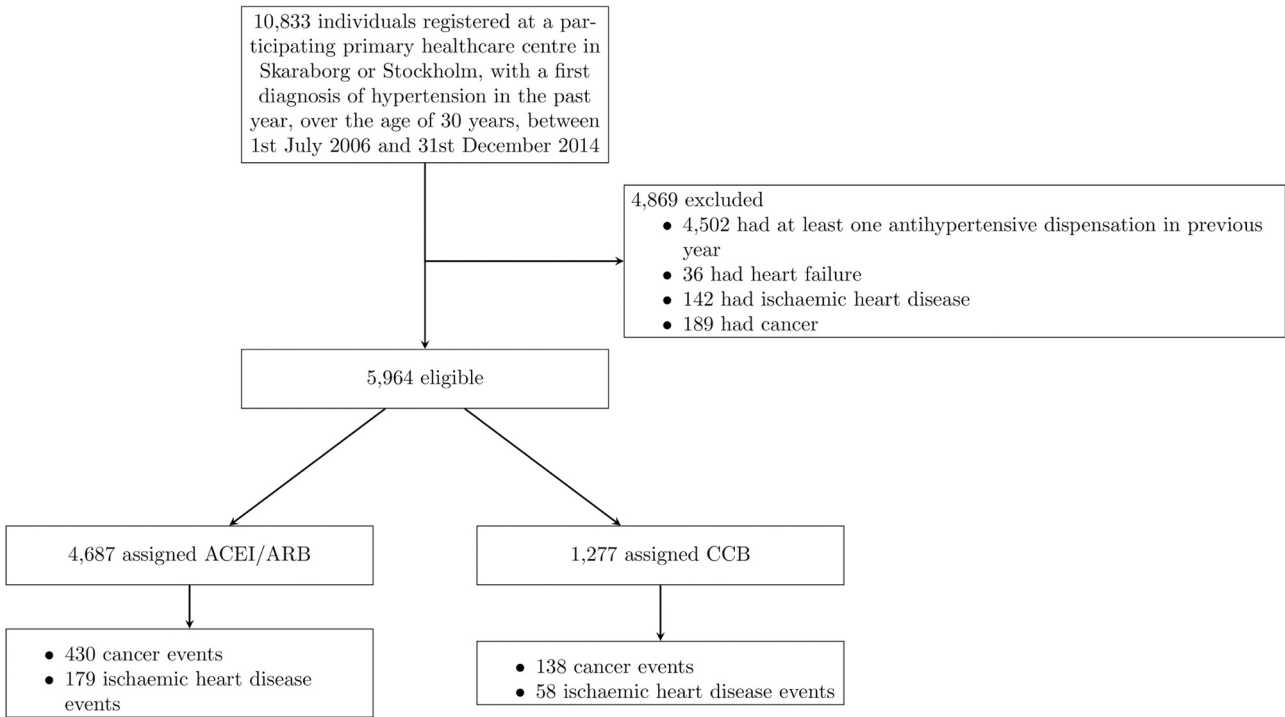 10,833 individuals registered at a par-
ticipating primary healthcare centre in
Skaraborg or Stockholm, with a first
diagnosis of hypertension in the past
year, over the age of 30 years, between
1st July 2006 and 31st December 2014
4,869 excluded
• 4,502 had at least one antihypertensive dispensation in previous
year
• 36 had heart failure
• 142 had ischaemic heart disease
• 189 had cancer
5,964 eligible
4,687 assigned ACEI/ARB
1,277 assigned CCB
• 430 cancer events
• 179 ischaemic heart disease
events
• 138 cancer events
• 58 ischaemic heart disease events